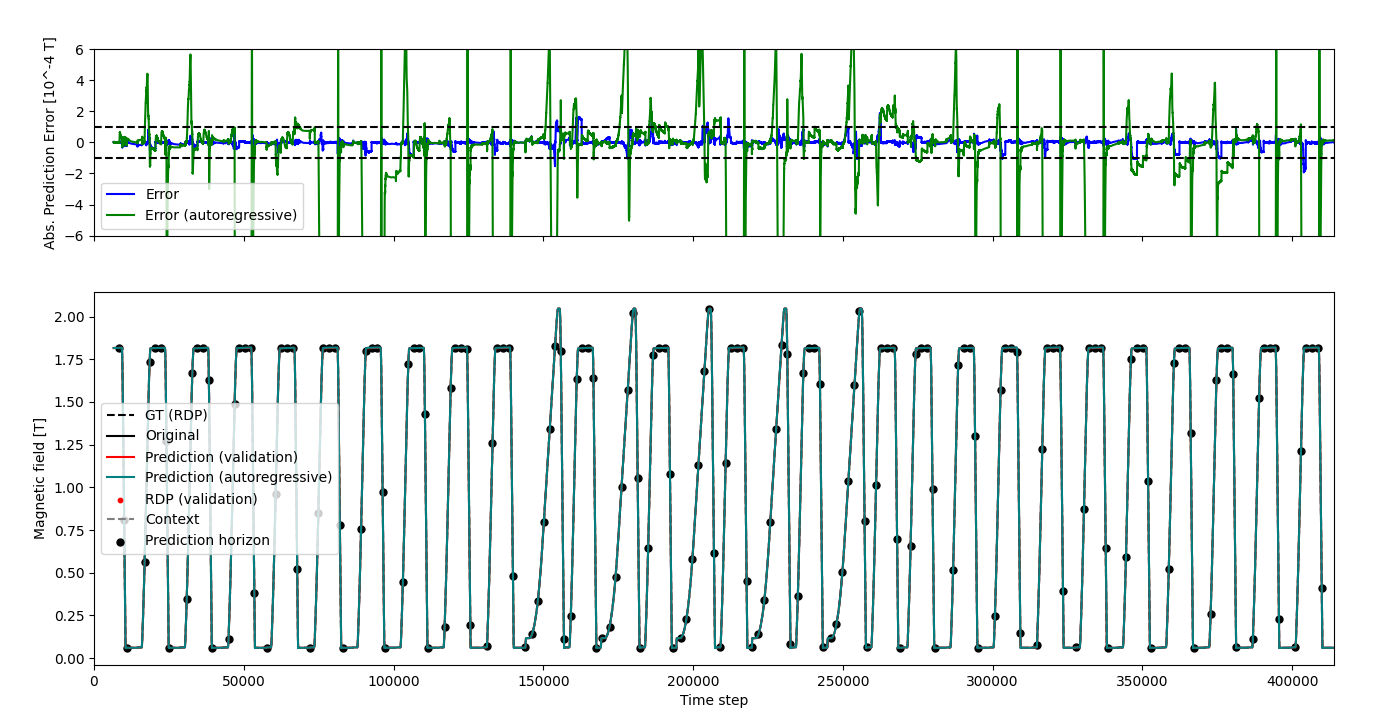 Abs. Prediction Error [10^-4 T]
6
4
2
0
−2
−4
−6
Error
Error (autoregressive)
Magnetic field [T]
2.00
1.75
1.50
1.25
1.00
0.75
0.50
0.25
0.00
GT (RDP)
Original
Prediction (validation)
Prediction (autoregressive)
RDP (validation)
Context
Prediction horizon
0
50000
100000
150000
200000
250000
300000
350000
400000
Time step